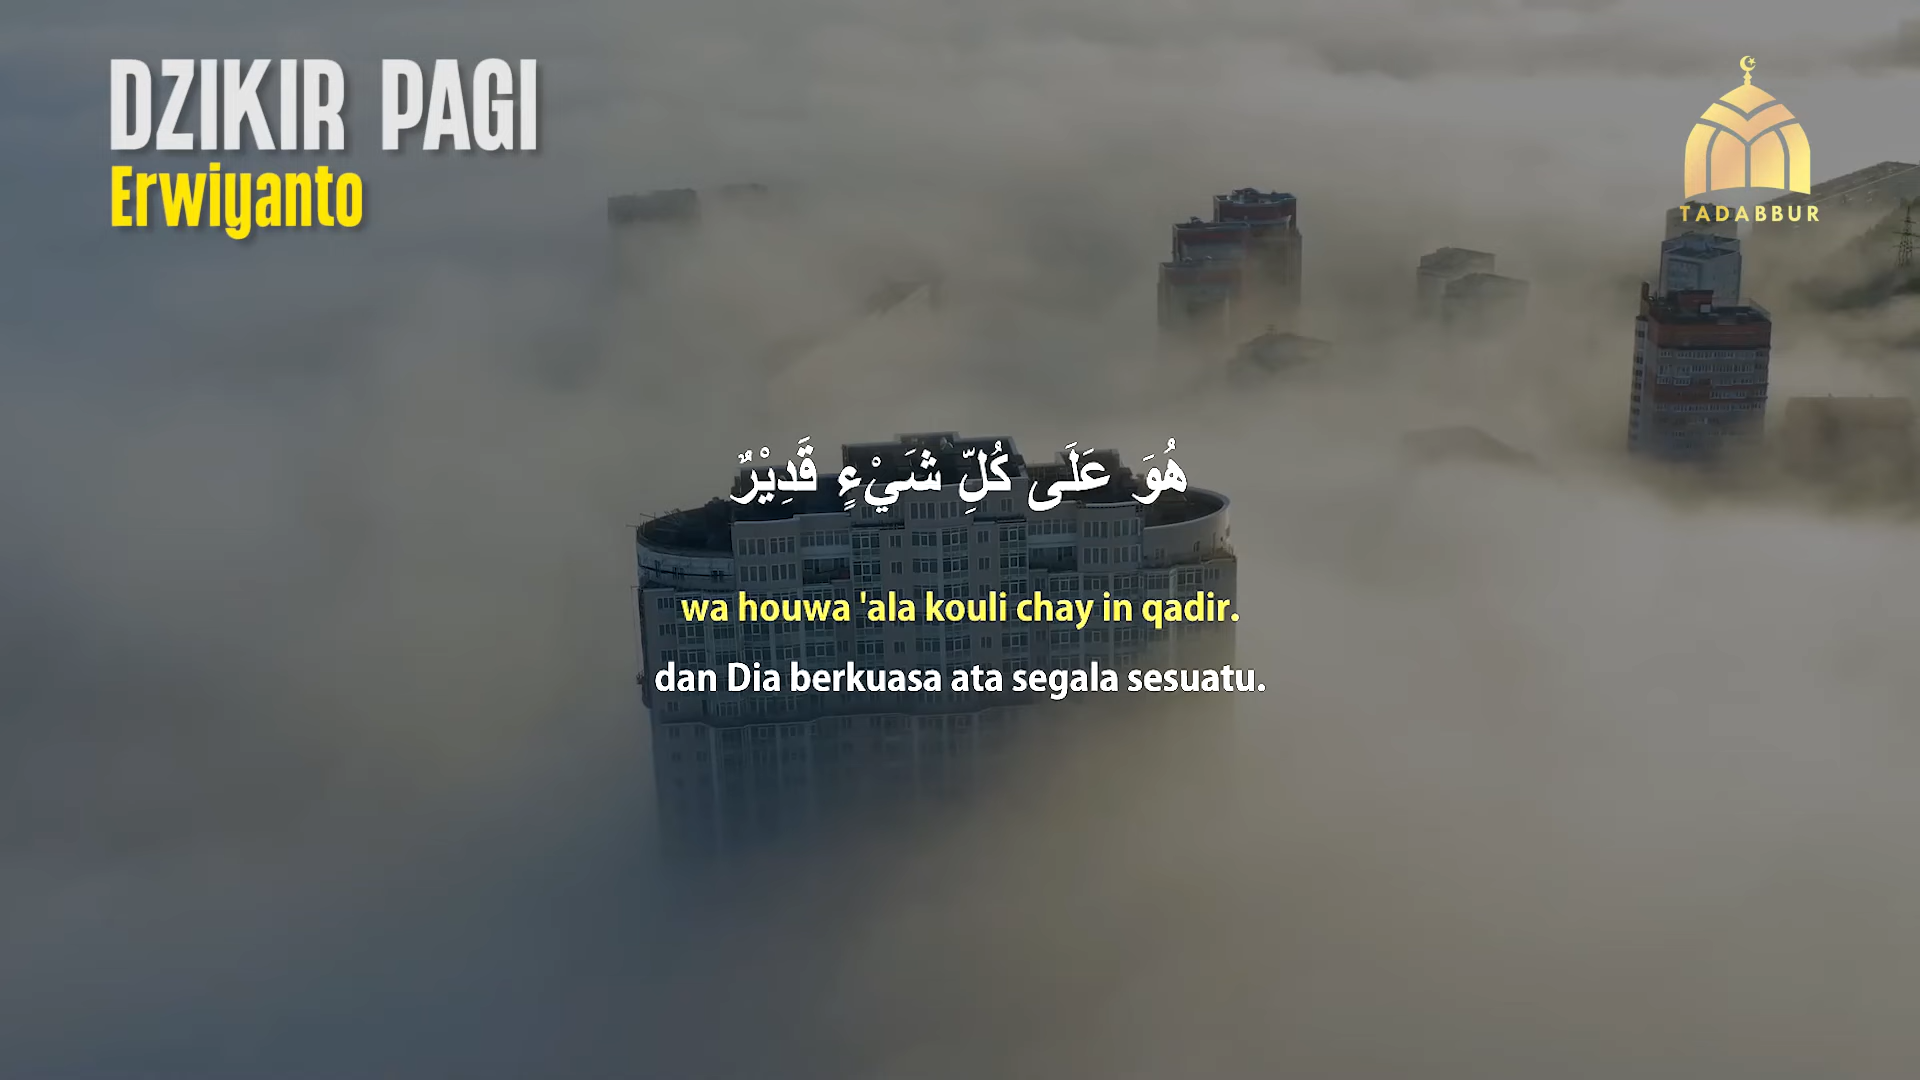 DZIKIR PAGI
Erwiyanto
TADABBUR
هُوَ عَلَى كُلِّ شَيْءٍ قَدِيْرٌ
wa houwa 'ala kouli chay in qadir.
dan Dia berkuasa ata segala sesuatu.